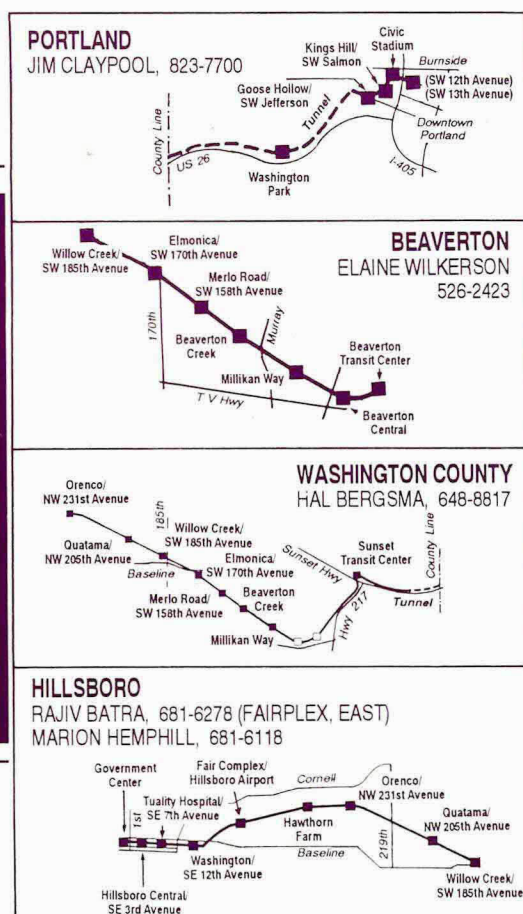 PORTLAND
JIM CLAYPOOL, 823-7700
Civic
Stadium
Kings Hill/
SW Salmon
Burnside
(SW 12th Avenue)
(SW 13th Avenue)
Goose Hollow/
SW Jefferson
Tunnel
Downtown
Portland
County Line
US 26
Washington
Park
I-405
BEAVERTON
ELAINE WILKERSON
526-2423
Willow Creek/
SW 185th Avenue
Elmonica/
SW 170th Avenue
Merlo Road/
SW 158th Avenue
170th
Beaverton
Creek
Murray
Beaverton
Transit Center
Millikan Way
T V Hwy
Beaverton
Central
WASHINGTON COUNTY
HAL BERGSMA, 648-8817
Orenco/
NW 231st Avenue
185th
Willow Creek/
SW 185th Avenue
Quatama/
NW 205th Avenue
Baseline
Elmonica/
SW 170th Avenue
Merlo Road/
SW 158th Avenue
Beaverton
Creek
Millikan Way
Sunset Hwy
Sunset
Transit Center
County Line
Hwy 217
Tunnel
HILLSBORO
RAJIV BATRA, 681-6278 (FAIRPLEX, EAST)
MARION HEMPHILL, 681-6118
Government
Center
Fair Complex/
Hillsboro Airport
Cornell
Orenco/
NW 231st Avenue
1st
Tuality Hospital/
SE 7th Avenue
Hawthorn
Farm
Quatama/
NW 205th Avenue
Washington/
SE 12th Avenue
Baseline
219th
Hillsboro Central/
SE 3rd Avenue
Willow Creek/
SW 185th Avenue